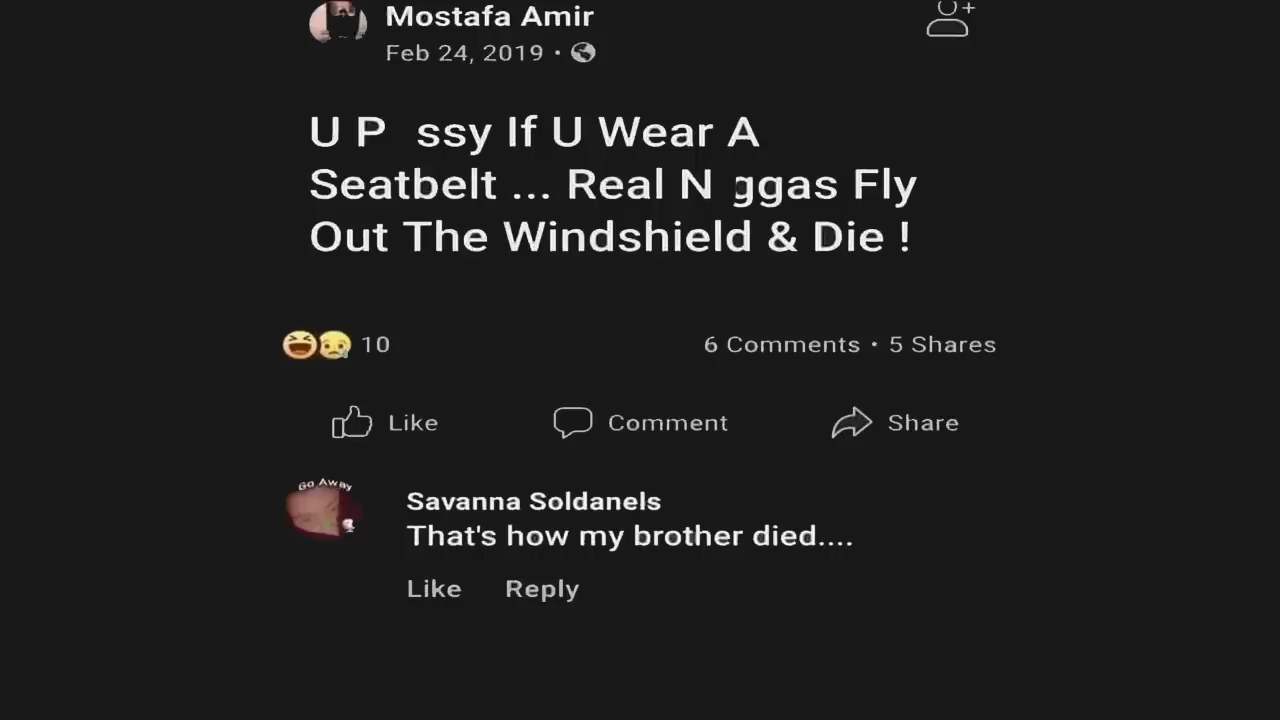 Mostafa Amir
Feb 24, 2019 ·
U P ssy If U Wear A
Seatbelt ... Real N ggas Fly
Out The Windshield & Die !
10
6 Comments · 5 Shares
Like
Comment
Share
Go Away
Savanna Soldanels
That's how my brother died....
Like
Reply